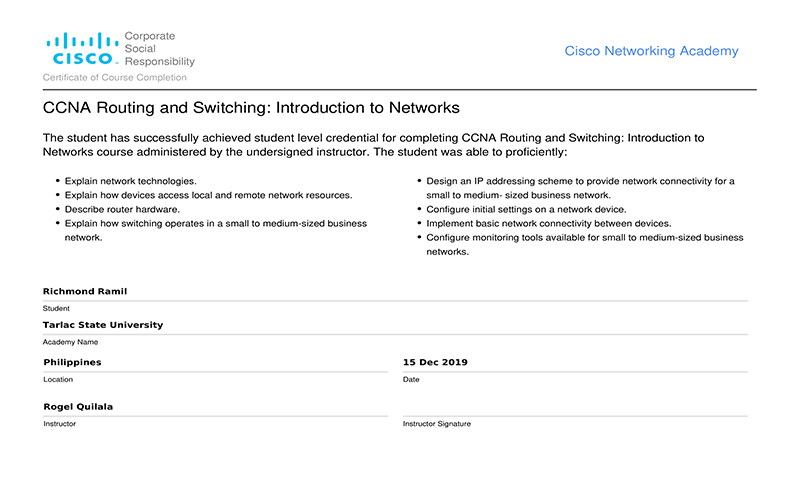 Corporate
Social
Responsibility
CISCO
Cisco Networking Academy
Certificate of Course Completion
CCNA Routing and Switching: Introduction to Networks
The student has successfully achieved student level credential for completing CCNA Routing and Switching: Introduction to
Networks course administered by the undersigned instructor. The student was able to proficiently:
• Explain network technologies.
• Explain how devices access local and remote network resources.
• Describe router hardware.
• Explain how switching operates in a small to medium-sized business
network.
• Design an IP addressing scheme to provide network connectivity for a
small to medium- sized business network.
• Configure initial settings on a network device.
• Implement basic network connectivity between devices.
• Configure monitoring tools available for small to medium-sized business
networks.
Richmond Ramil
Student
Tarlac State University
Academy Name
Philippines
Location
15 Dec 2019
Date
Rogel Quilala
Instructor
Instructor Signature